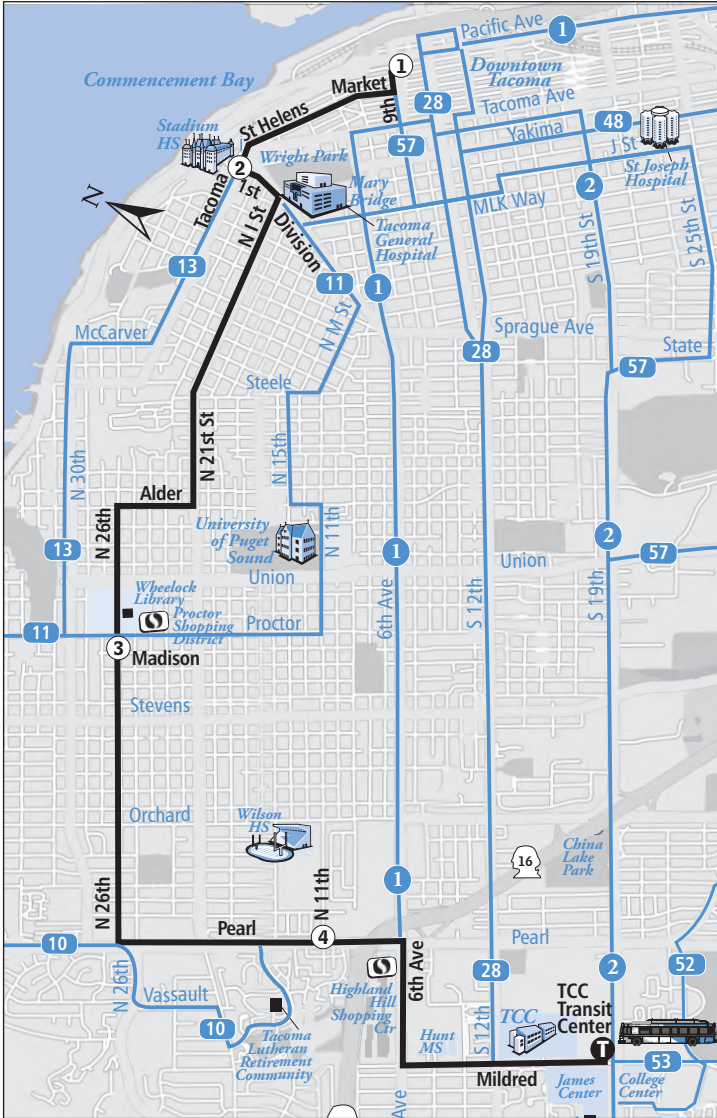 Pacific Ave
1
1
Commencement Bay
Market
Downtown
Tacoma
9th
28
Tacoma Ave
St Helens
Stadium
HS
57
Yakima
48
J St
Wright Park
St Joseph
Hospital
2
1st
Mary
Bridge
2
MLK Way
N
Tacoma
N I St
Division
Tacoma
General
Hospital
S 19th St
S 25th St
13
11
1
McCarver
N M St
Sprague Ave
28
State
57
Steele
N 21st St
N 15th
N 30th
Alder
N 26th
University
of Puget
Sound
N 11th
13
Union
1
Union
2
57
6th Ave
S 12th
S 19th
Wheelock
Library
Proctor
Shopping
District
Proctor
11
3
Madison
Stevens
Orchard
Wilson
HS
N 11th
1
16
China
Lake
Park
N 26th
Pearl
4
10
Pearl
6th Ave
N 26th
Vassault
10
Highland
Hill
Shopping
Ctr
28
2
52
TCC
Transit
Center
Tacoma
Lutheran
Retirement
Community
Hunt
MS
S 12th
TCC
T
53
Mildred
James
Center
College
Center
Ave